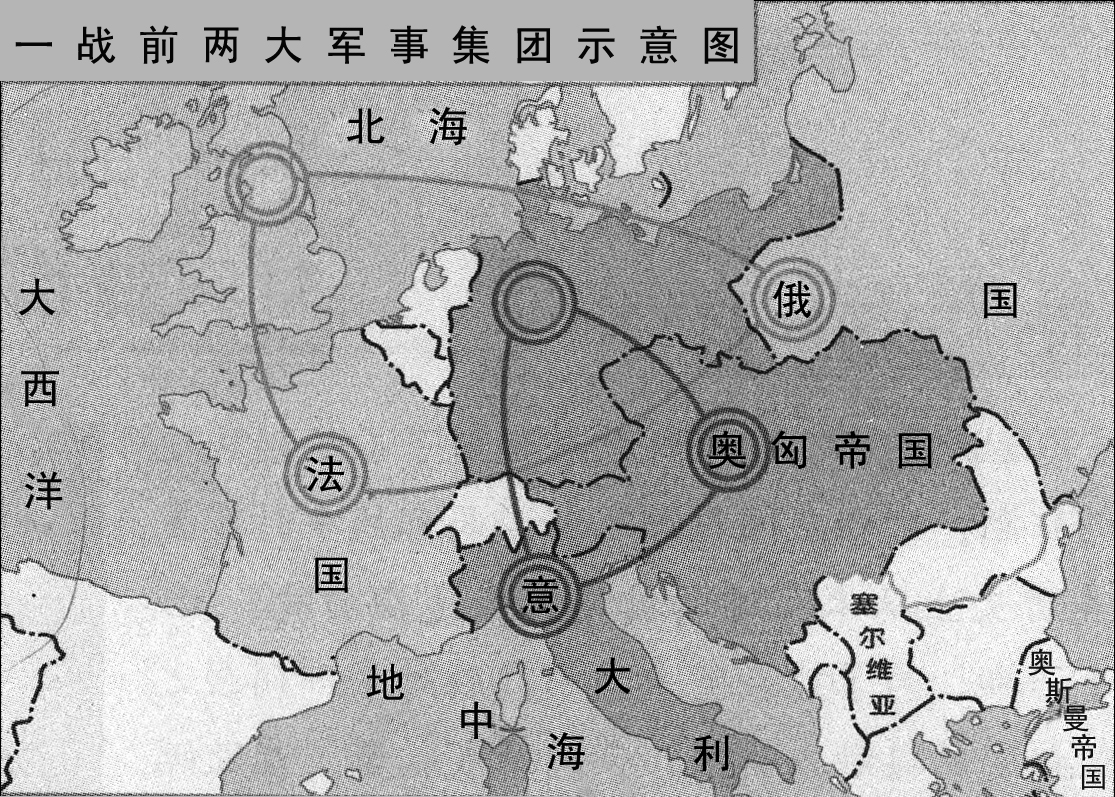 一战前两大军事集团示意图
北海
大西洋
俄国
法国
奥匈帝国
意大利
地中海
塞尔维亚
奥斯曼帝国